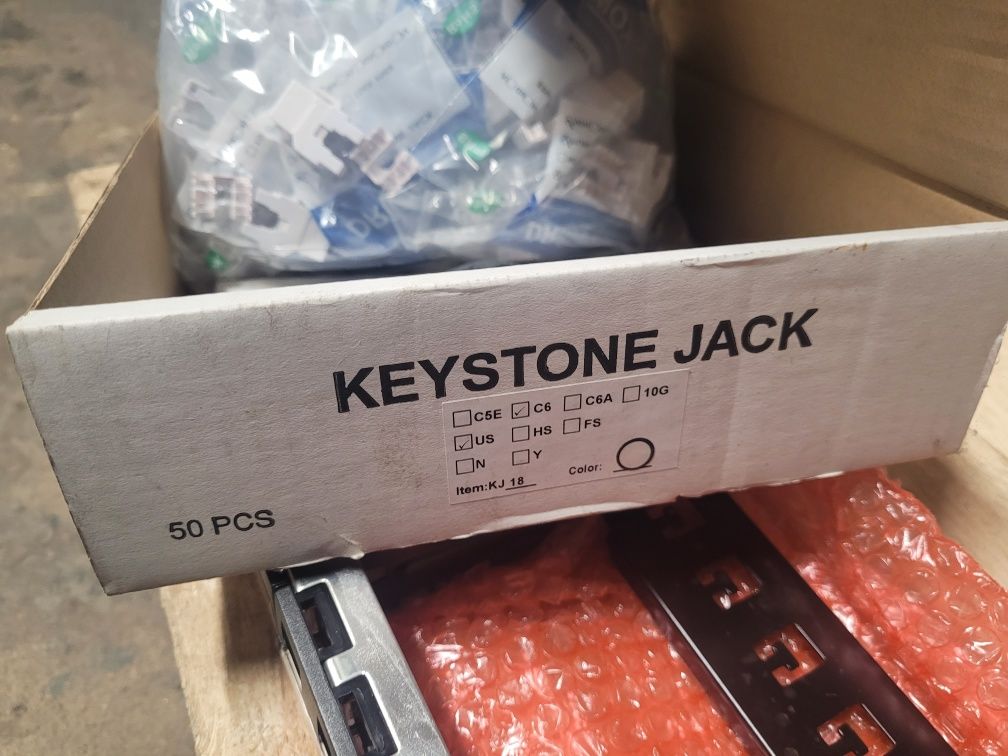 KEYSTONE JACK
☐C5E ☑C6 ☐C6A ☐10G
☑US ☐HS ☐FS
☐N ☐Y
Item:KJ 18 Color: ○
50 PCS